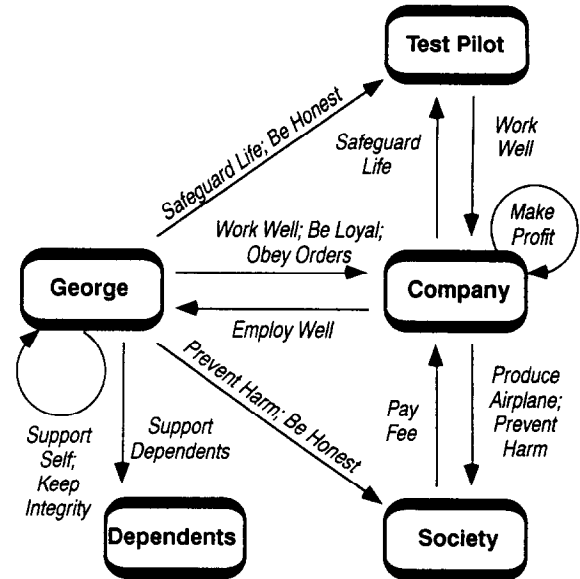 Test Pilot
Safeguard Life; Be Honest
Safeguard
Life
Work
Well
Make
Profit
Work Well; Be Loyal;
Obey Orders
George
Company
Employ Well
Prevent Harm; Be Honest
Support
Self;
Keep
Integrity
Support
Dependents
Pay
Fee
Produce
Airplane;
Prevent
Harm
Dependents
Society